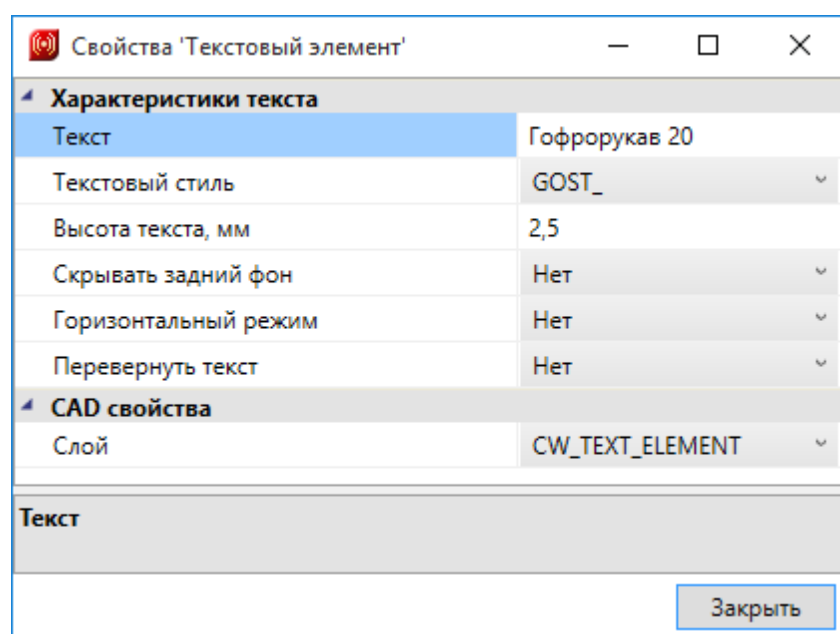 Свойства 'Текстовый элемент'
Характеристики текста
Текст Гофрорукав 20
Текстовый стиль GOST_
Высота текста, мм 2,5
Скрывать задний фон Нет
Горизонтальный режим Нет
Перевернуть текст Нет
CAD свойства
Слой CW_TEXT_ELEMENT
Текст
Закрыть